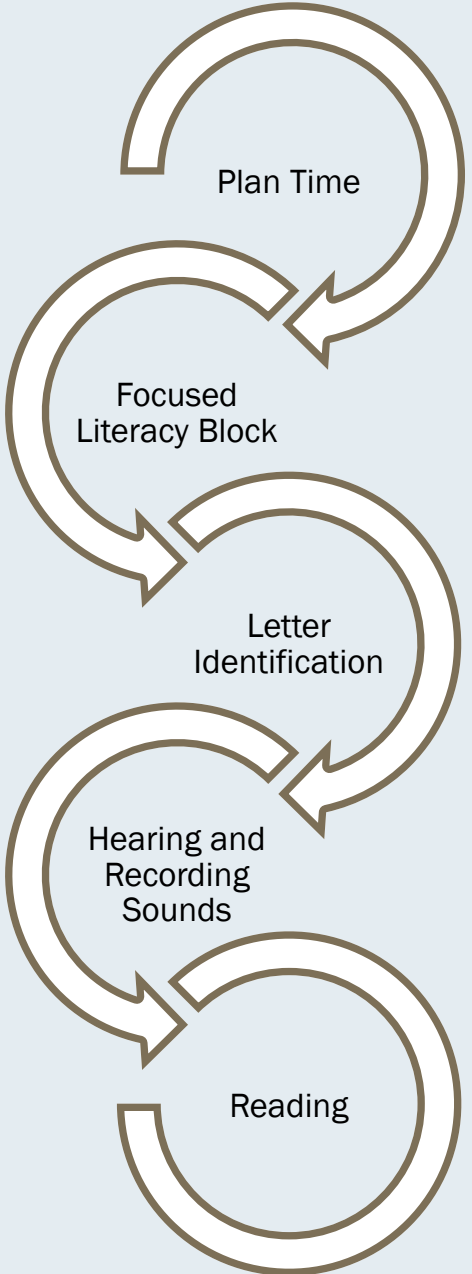 Plan Time
Focused
Literacy Block
Letter
Identification
Hearing and
Recording
Sounds
Reading